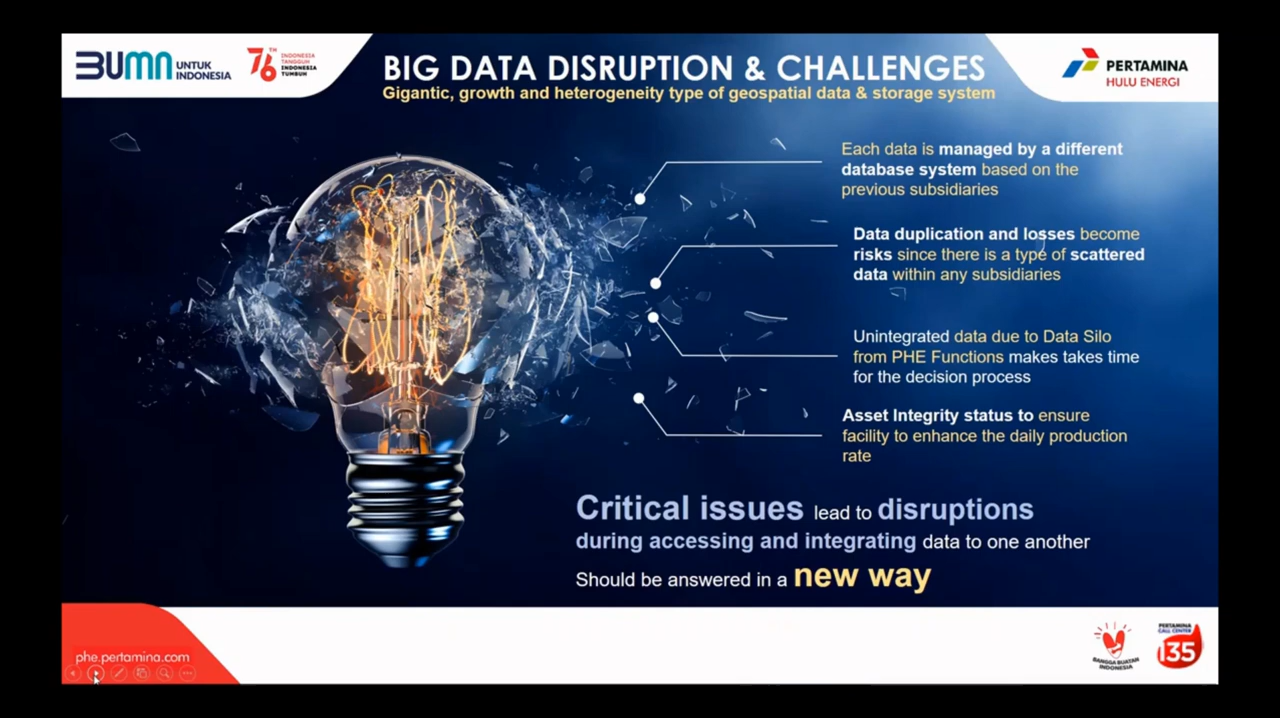 BUMN UNTUK
INDONESIA
76TH
INDONESIA
TANGGUH
INDONESIA
TUMBUH
BIG DATA DISRUPTION & CHALLENGES
Gigantic, growth and heterogeneity type of geospatial data & storage system
PERTAMINA
HULU ENERGI
Each data is managed by a different
database system based on the
previous subsidiaries
Data duplication and losses become
risks since there is a type of scattered
data within any subsidiaries
Unintegrated data due to Data Silo
from PHE Functions makes takes time
for the decision process
Asset Integrity status to ensure
facility to enhance the daily production
rate
Critical issues lead to disruptions
during accessing and integrating data to one another
Should be answered in a new way
phe.pertamina.com
BANGGA BUATAN
INDONESIA
PERTAMINA
CALL CENTER
135